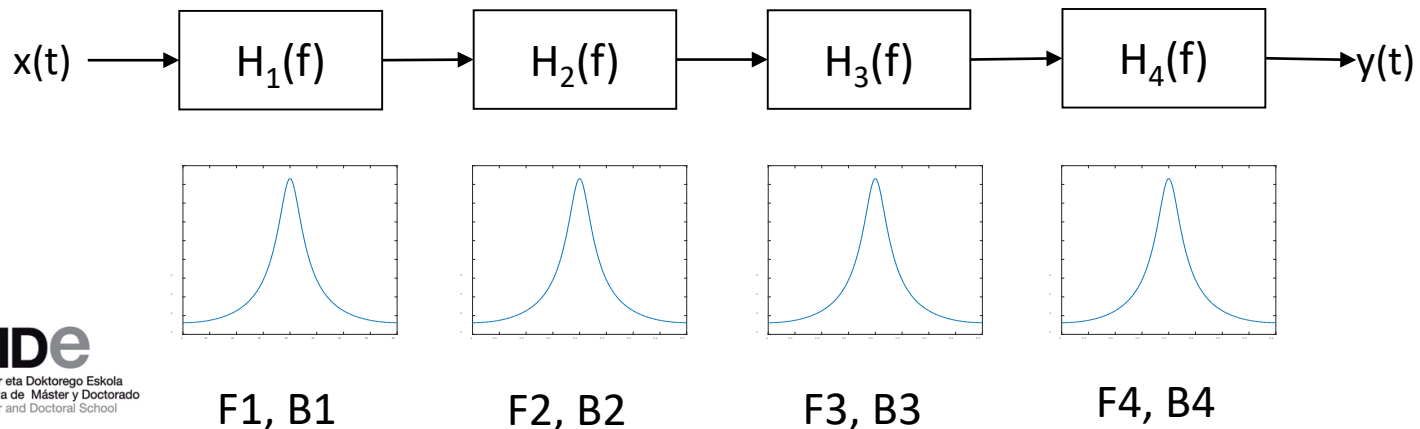 x(t) H₁(f) H₂(f) H₃(f) H₄(f) y(t)
eta Doktorego Eskola
de Máster y Doctorado
and Doctoral School
F1, B1 F2, B2 F3, B3 F4, B4